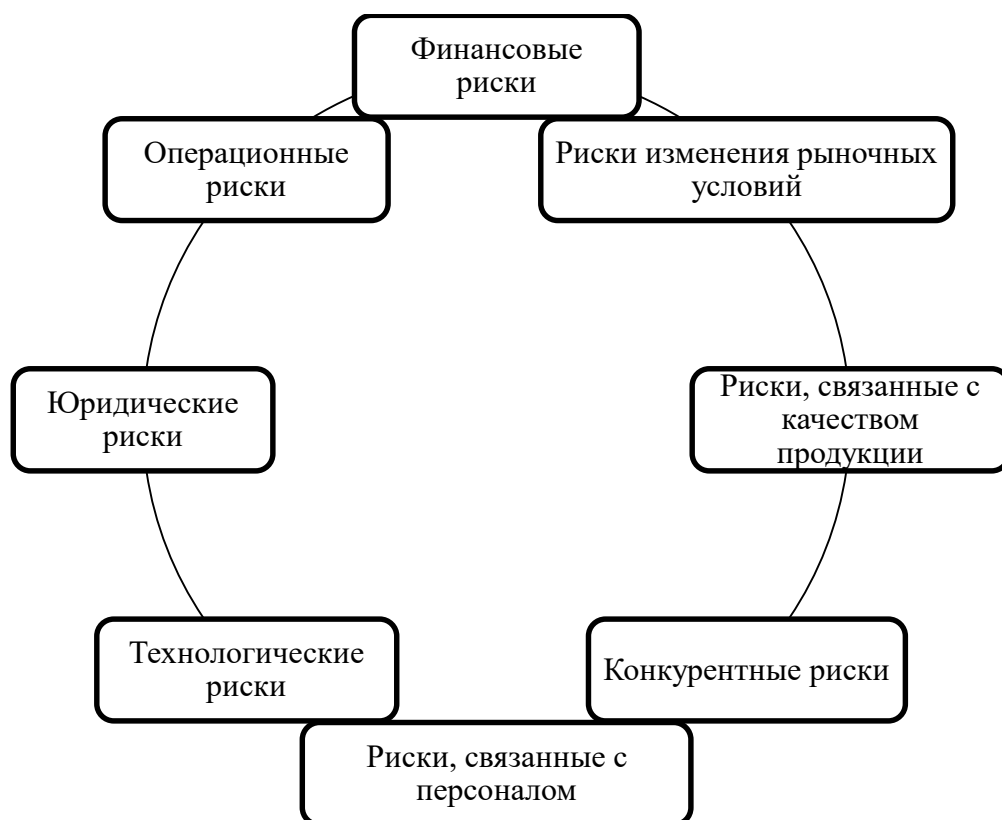 Финансовые
риски
Операционные
риски
Риски изменения рыночных
условий
Юридические
риски
Риски, связанные с
качеством
продукции
Технологические
риски
Конкурентные риски
Риски, связанные с
персоналом